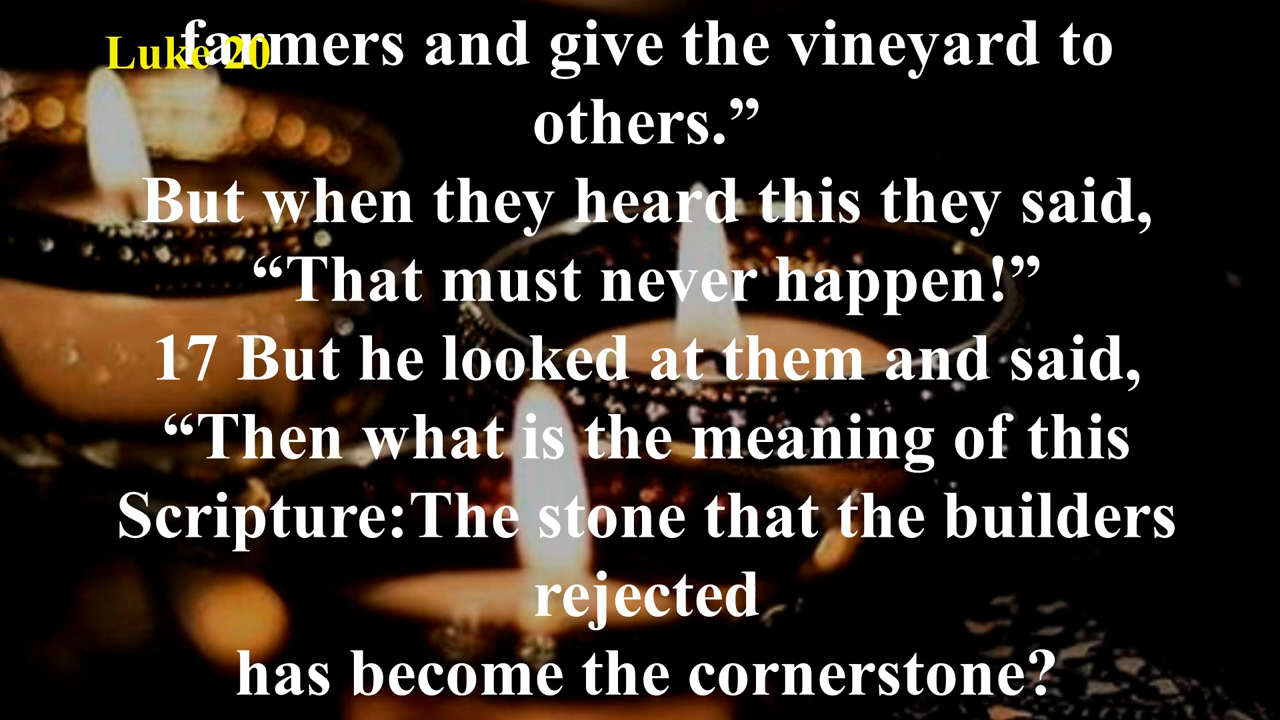 Luke 20
farmers and give the vineyard to
others.”
But when they heard this they said,
“That must never happen!”
17 But he looked at them and said,
“Then what is the meaning of this
Scripture:The stone that the builders
rejected
has become the cornerstone?